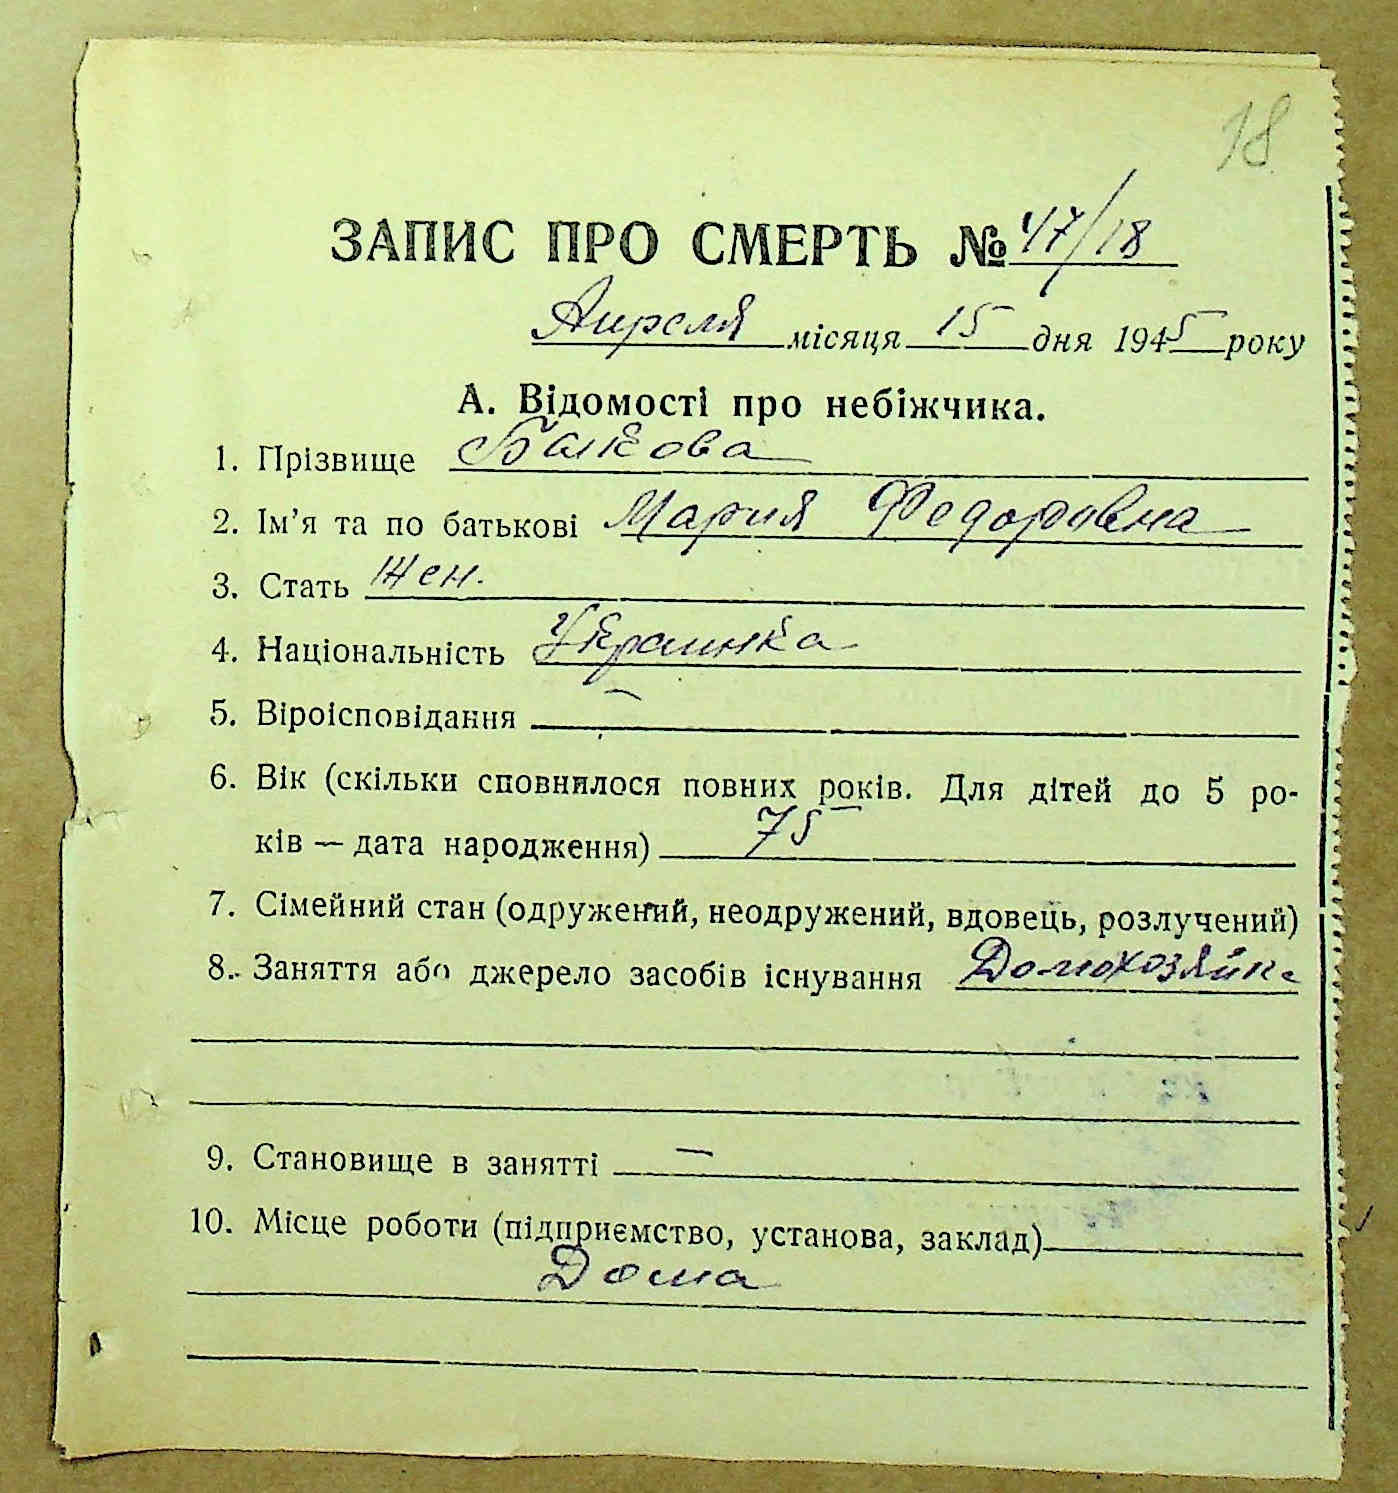 18
ЗАПИС ПРО СМЕРТЬ № 47/18
Апреля місяця 15 дня 1945 року
А. Відомості про небіжчика.
1. Прізвище
2. Ім’я та по батькові Мария Федоровна
3. Стать Жен.
4. Національність Украинка
5. Віроісповідання —
6. Вік (скільки сповнилося повних років. Для дітей до 5 ро-
ків — дата народження) 75
7. Сімейний стан (одружений, неодружений, вдовець, розлучений)
8. Заняття або джерело засобів існування Домохозяйка
9. Становище в занятті —
10. Місце роботи (підприємство, установа, заклад)
Дома